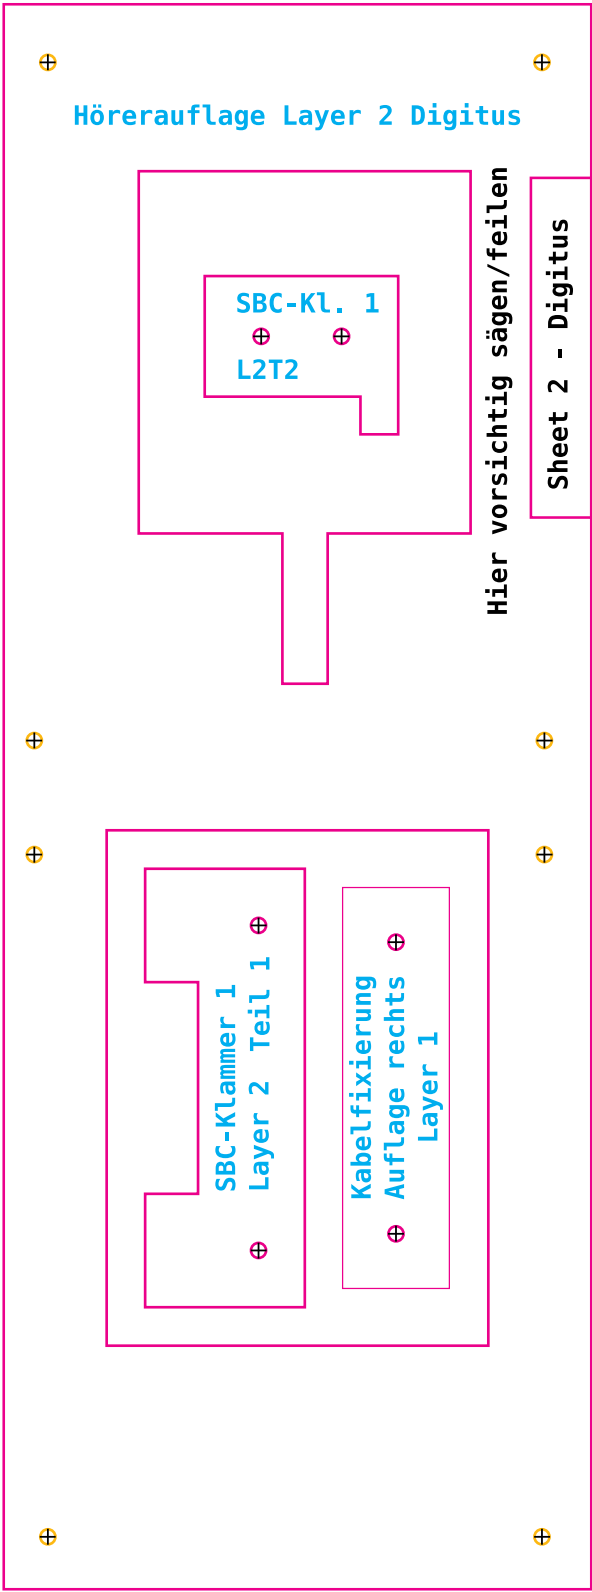 Hörerauflage Layer 2 Digitus
SBC-Kl. 1
L2T2
Hier vorsichtig sägen/feilen
Sheet 2 - Digitus
SBC-Klammer 1
Layer 2 Teil 1
Kabelfixierung
Auflage rechts
Layer 1